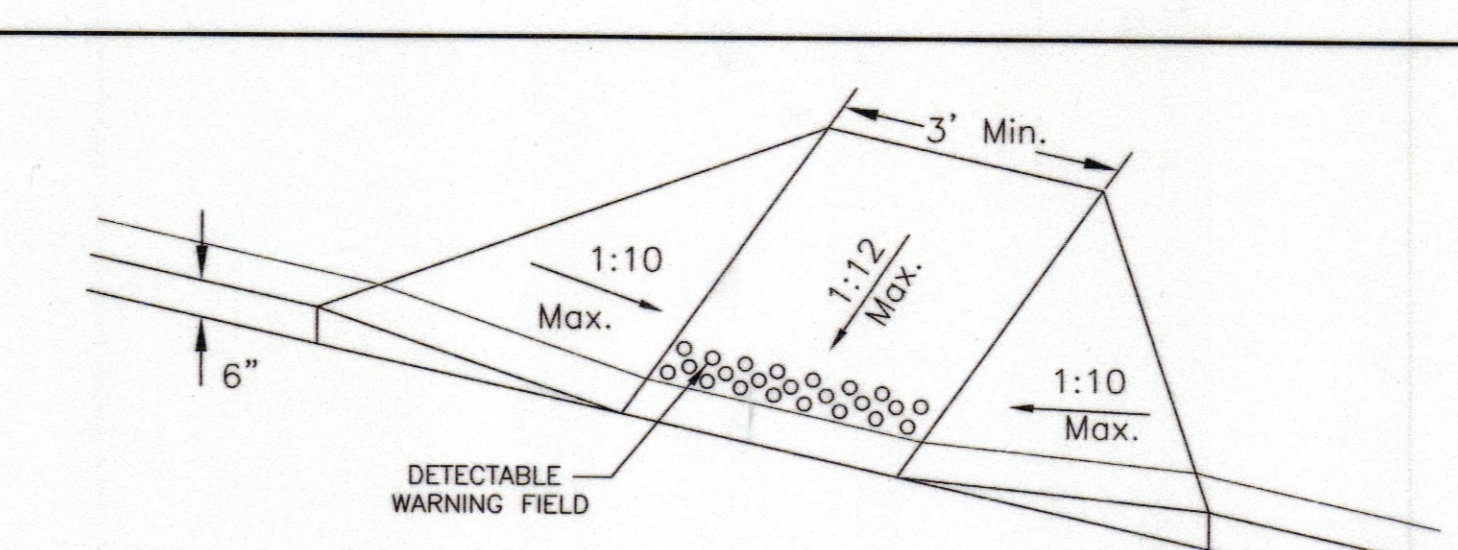 3' Min.
1:10
Max.
1:12
Max.
1:10
Max.
6"
DETECTABLE
WARNING FIELD